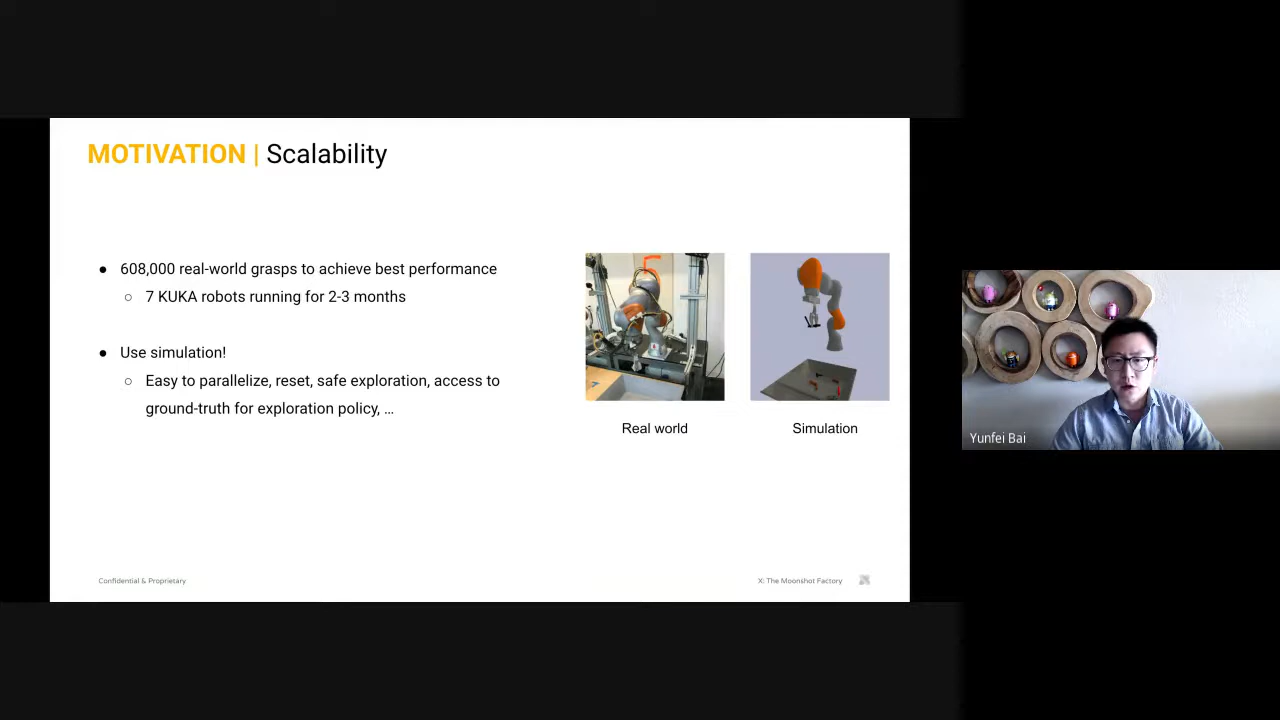 MOTIVATION | Scalability
● 608,000 real-world grasps to achieve best performance
○ 7 KUKA robots running for 2-3 months
● Use simulation!
○ Easy to parallelize, reset, safe exploration, access to
ground-truth for exploration policy, ...
Real world
Simulation
Yunfei Bai
Confidential & Proprietary
X: The Moonshot Factory